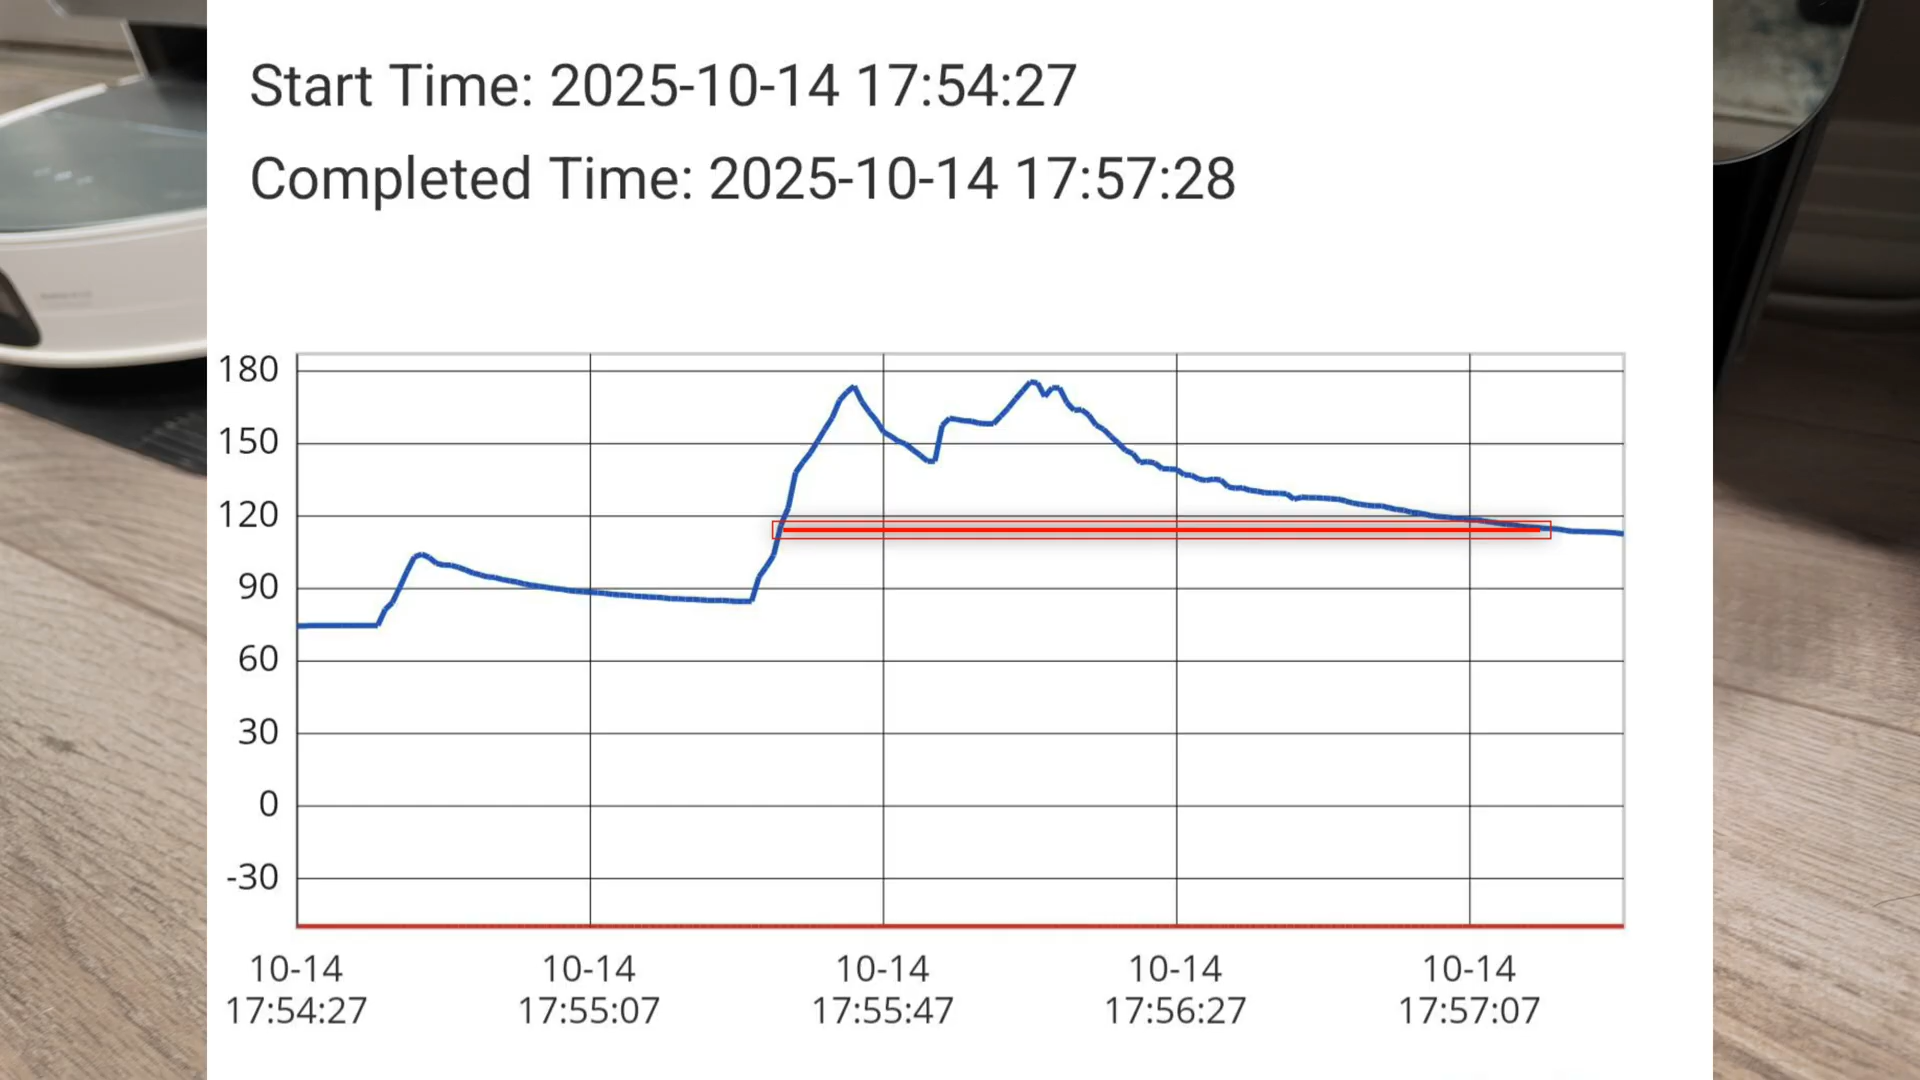 Start Time: 2025-10-14 17:54:27
Completed Time: 2025-10-14 17:57:28
180
150
120
90
60
30
0
-30
10-14 10-14 10-14 10-14 10-14
17:54:27 17:55:07 17:55:47 17:56:27 17:57:07